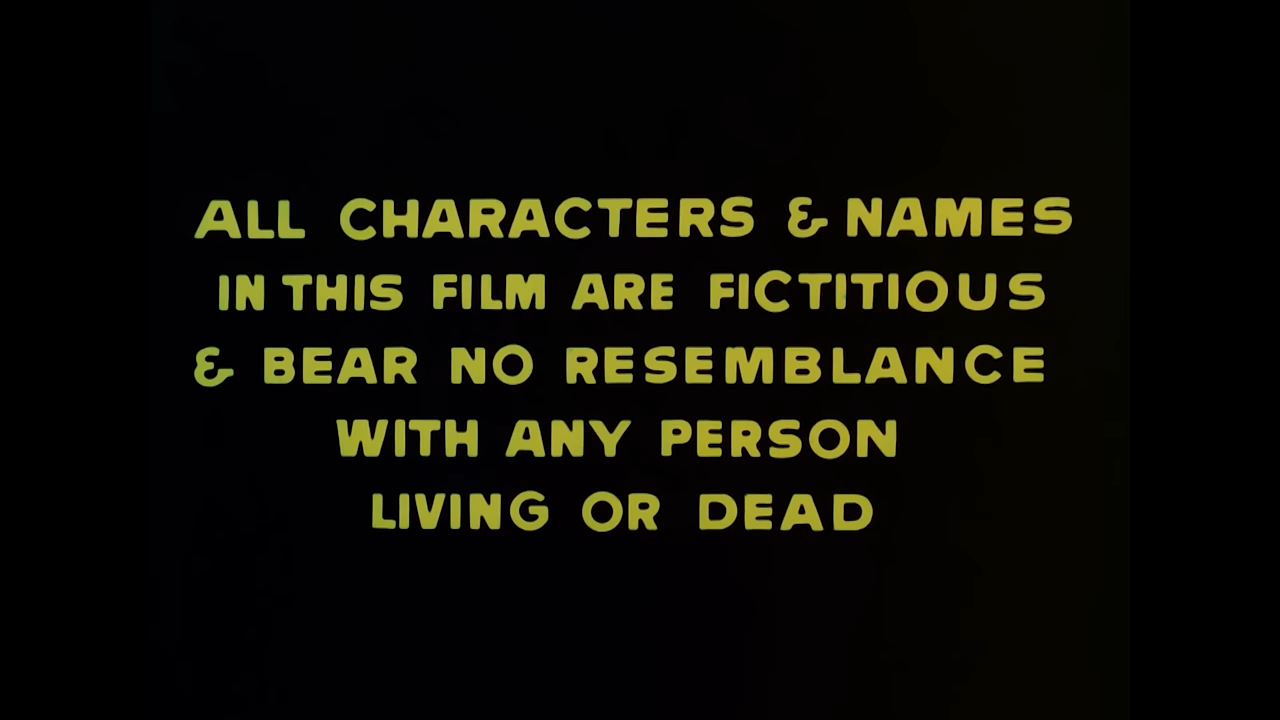 ALL CHARACTERS & NAMES
IN THIS FILM ARE FICTITIOUS
& BEAR NO RESEMBLANCE
WITH ANY PERSON
LIVING OR DEAD